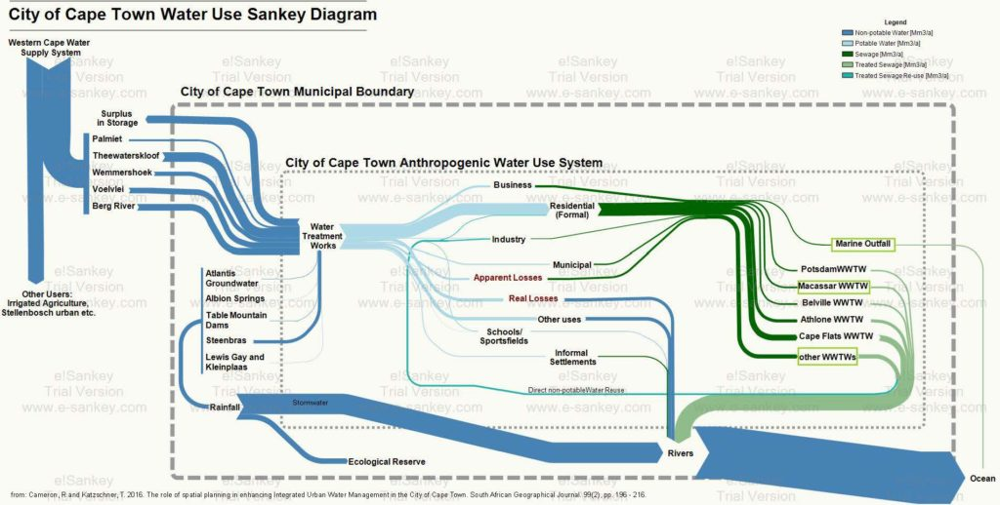 City of Cape Town Water Use Sankey Diagram
Legend
Non-potable Water [Mm3/a]
Potable Water [Mm3/a]
Sewage [Mm3/a]
Treated Sewage [Mm3/a]
Treated Sewage Re-use [Mm3/a]
Western Cape Water
Supply System
City of Cape Town Municipal Boundary
Surplus
in Storage
Palmiet
Theewaterskloof
Wemmershoek
Voelvlei
Berg River
City of Cape Town Anthropogenic Water Use System
Business
Residential
(Formal)
Water
Treatment
Works
Industry
Municipal
Apparent Losses
Real Losses
Other uses
Schools/
Sportsfields
Informal
Settlements
Marine Outfall
PotsdamWWTW
Macassar WWTW
Belville WWTW
Athlone WWTW
Cape Flats WWTW
other WWTWs
Other Users:
Irrigated Agriculture,
Stellenbosch urban etc.
Atlantis
Groundwater
Albion Springs
Table Mountain
Dams
Steenbras
Lewis Gay and
Kleinplaas
Direct non-potableWater Reuse
Rainfall
Stormwater
Ecological Reserve
Rivers
Ocean
from: Cameron, R and Katzschner, T. 2016. The role of spatial planning in enhancing Integrated Urban Water Management in the City of Cape Town. South African Geographical Journal. 99(2), pp. 196 - 216.
e!Sankey
Trial Version
www.e-sankey.com